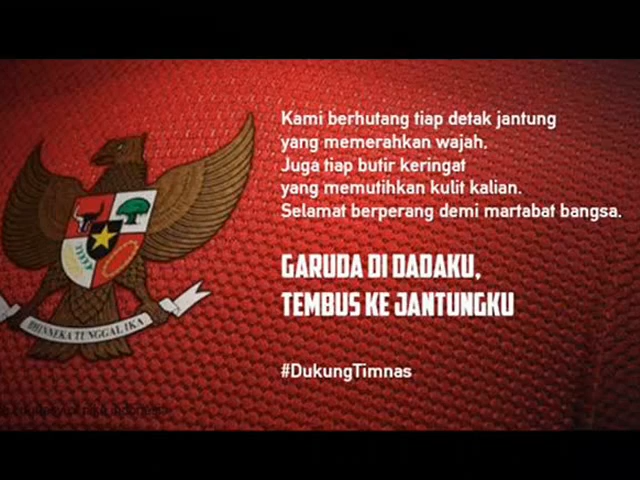 Kami berhutang tiap detak jantung
yang memerahkan wajah.
Juga tiap butir keringat
yang memutihkan kulit kalian.
Selamat berperang demi martabat bangsa.
GARUDA DI DADAKU,
TEMBUS KE JANTUNGKU
BHINNEKA TUNGGAL IKA
#DukungTimnas